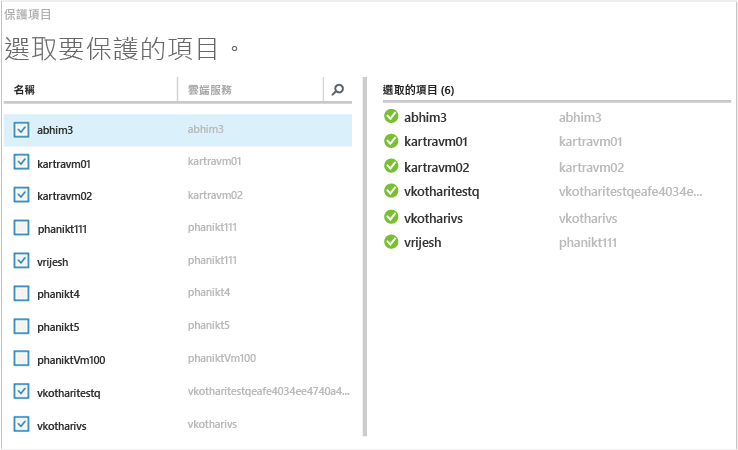 保護項目
選取要保護的項目。
名稱 雲端服務
abhim3 abhim3
kartravm01 kartravm01
kartravm02 kartravm02
phanikt111 phanikt111
vrijesh phanikt111
phanikt4 phanikt4
phanikt5 phanikt5
phaniktVm100 phaniktVm100
vkotharitestq vkotharitestqeafe4034ee4740a4...
vkotharivs vkotharivs
選取的項目 (6)
abhim3 abhim3
kartravm01 kartravm01
kartravm02 kartravm02
vkotharitestq vkotharitestqeafe4034e...
vkotharivs vkotharivs
vrijesh phanikt111